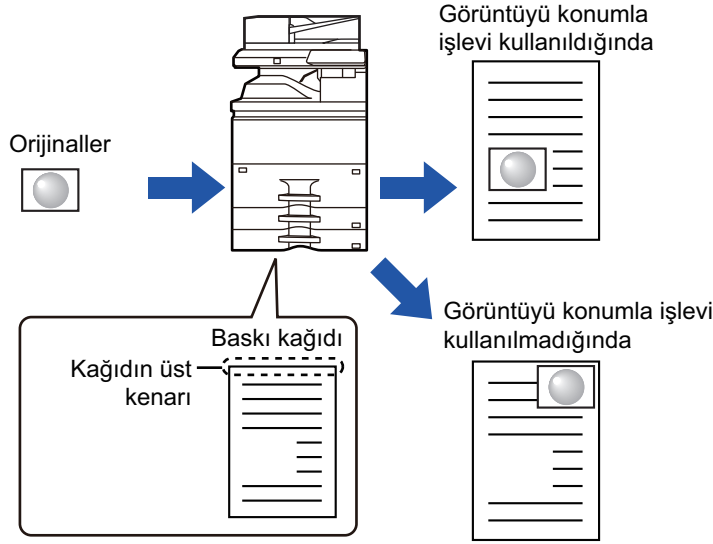 Görüntüyü konumla
işlevi kullanıldığında
Orijinaller
Görüntüyü konumla işlevi
kullanılmadığında
Baskı kağıdı
Kağıdın üst
kenarı